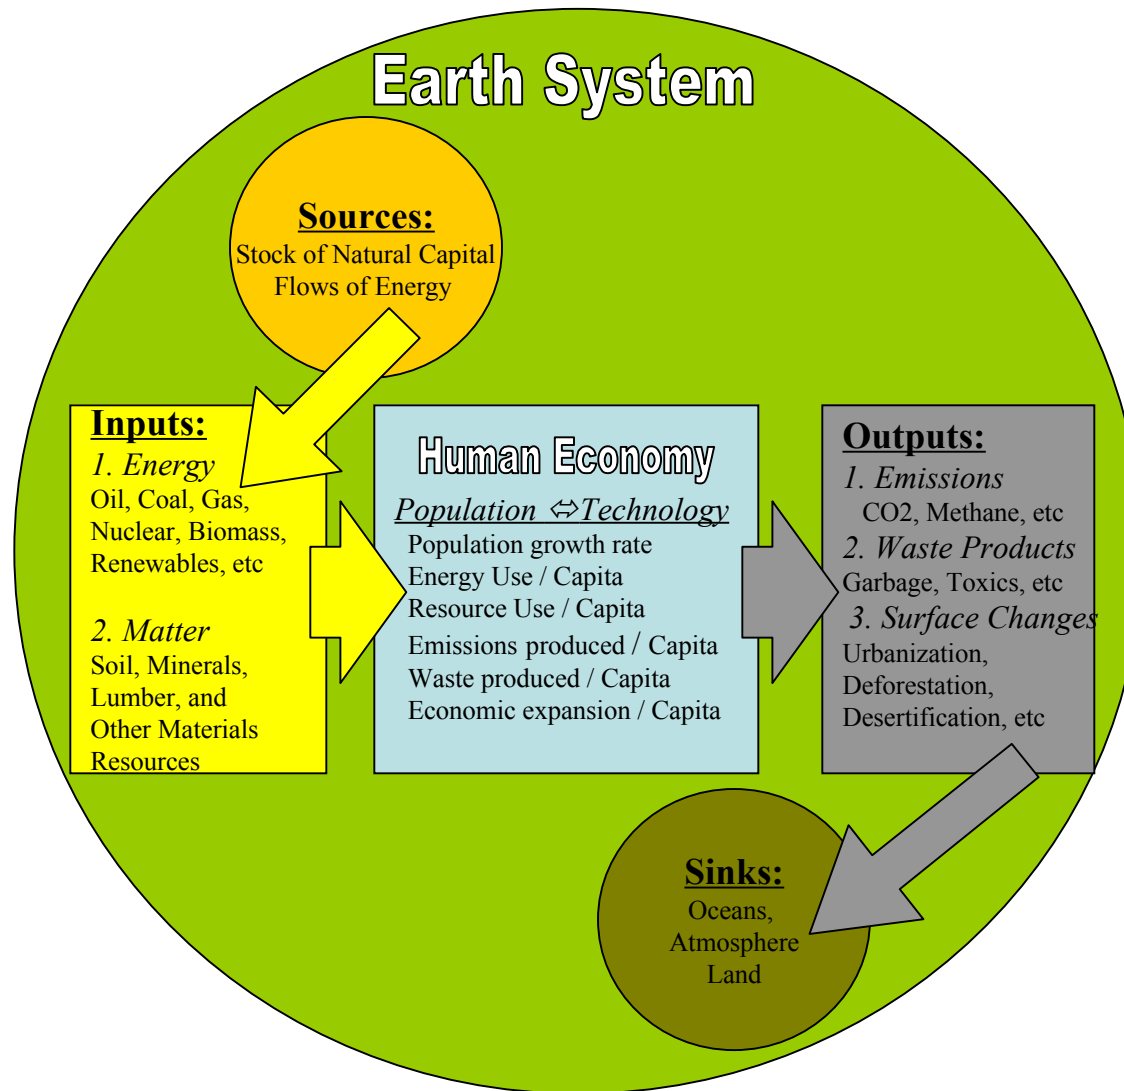 Earth System
Sources:
Stock of Natural Capital
Flows of Energy
Inputs:
1. Energy
Oil, Coal, Gas,
Nuclear, Biomass,
Renewables, etc
2. Matter
Soil, Minerals,
Lumber, and
Other Materials
Resources
Human Economy
Population ⇔Technology
Population growth rate
Energy Use / Capita
Resource Use / Capita
Emissions produced / Capita
Waste produced / Capita
Economic expansion / Capita
Outputs:
1. Emissions
CO2, Methane, etc
2. Waste Products
Garbage, Toxics, etc
3. Surface Changes
Urbanization,
Deforestation,
Desertification, etc
Sinks:
Oceans,
Atmosphere
Land